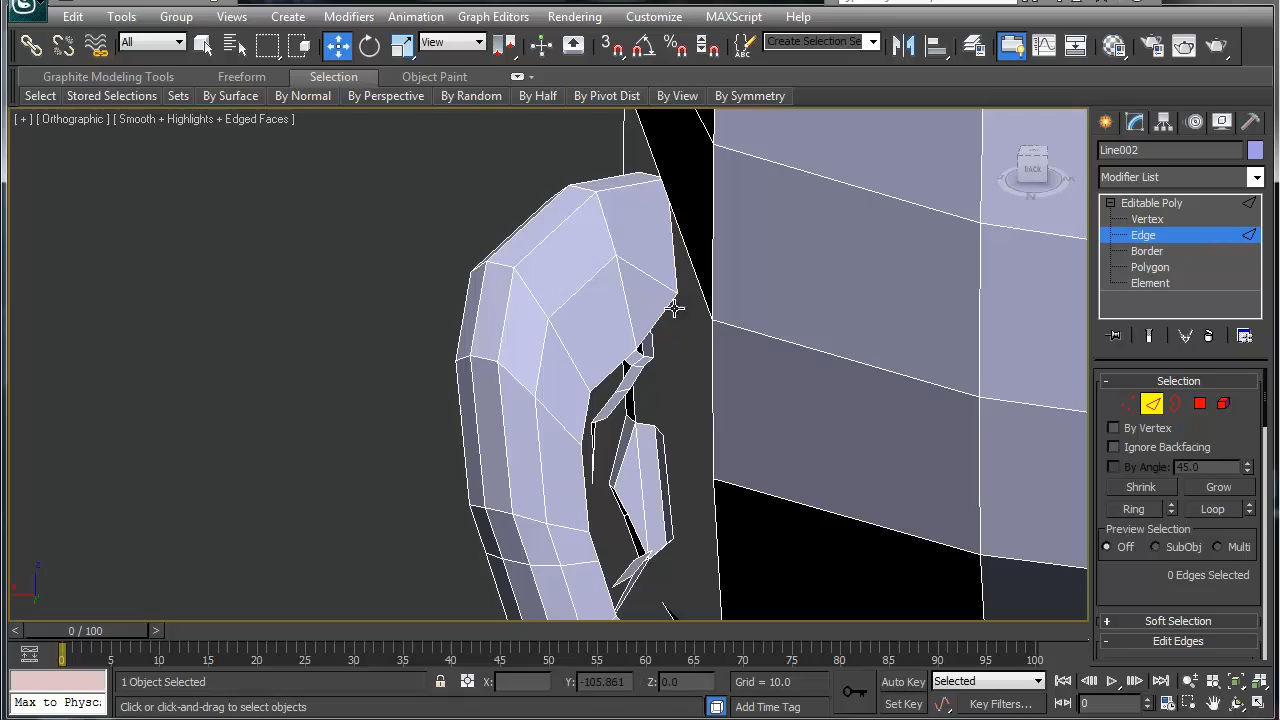 Edit Tools Group Views Create Modifiers Animation Graph Editors Rendering Customize MAXScript Help
All View 3 % ABC Create Selection Se
Graphite Modeling Tools Freeform Selection Object Paint
Select Stored Selections Sets By Surface By Normal By Perspective By Random By Half By Pivot Dist By View By Symmetry
[ + ] [ Orthographic ] [ Smooth + Highlights + Edged Faces ]
BACK
Line002
Modifier List
Editable Poly
Vertex
Edge
Border
Polygon
Element
- Selection
By Vertex
Ignore Backfacing
By Angle: 45.0
Shrink Grow
Ring Loop
Preview Selection
Off SubObj Multi
0 Edges Selected
+ Soft Selection
- Edit Edges
< 0 / 100 >
0 5 10 15 20 25 30 35 40 45 50 55 60 65 70 75 80 85 90 95 100
1 Object Selected X: Y: -105.861 Z: 0.0 Grid = 10.0 Auto Key Selected
Max to Physc Click or click-and-drag to select objects Add Time Tag Set Key Key Filters... 0